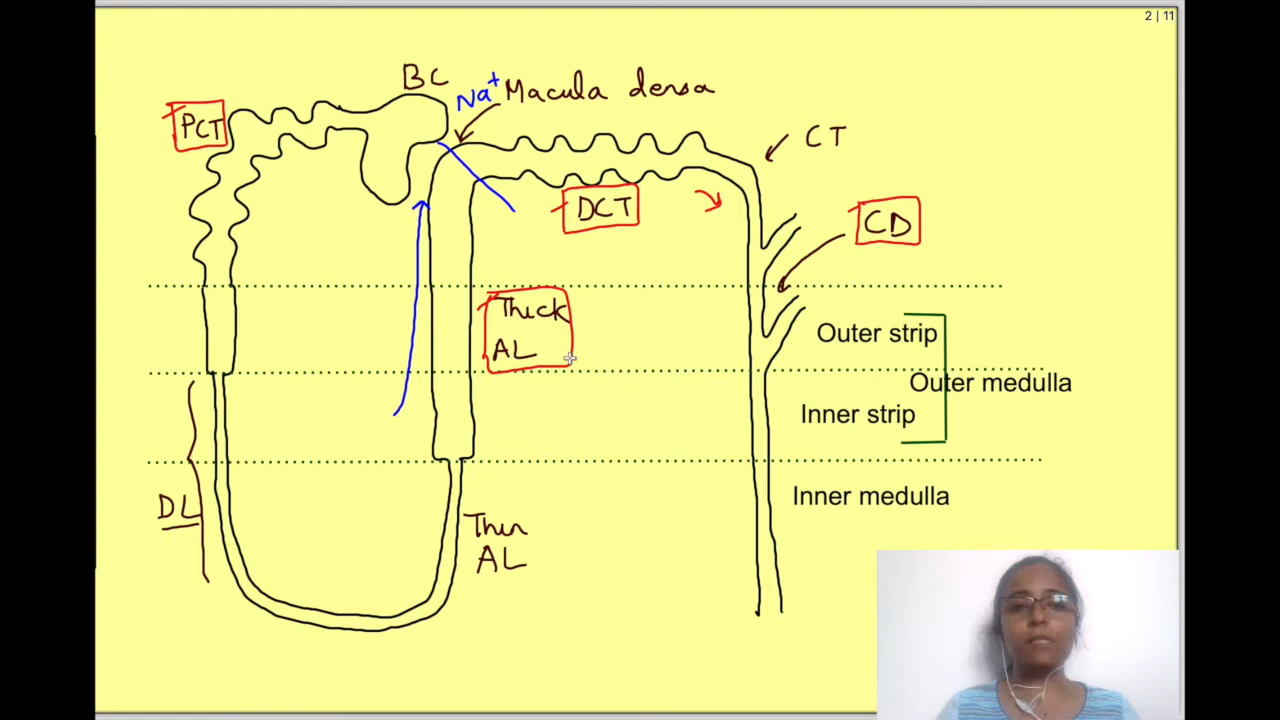 2 | 11
BC
Na+ Macula densa
PCT
CT
DCT
CD
Thick
AL
Outer strip
Outer medulla
Inner strip
Inner medulla
DL
Thin
AL